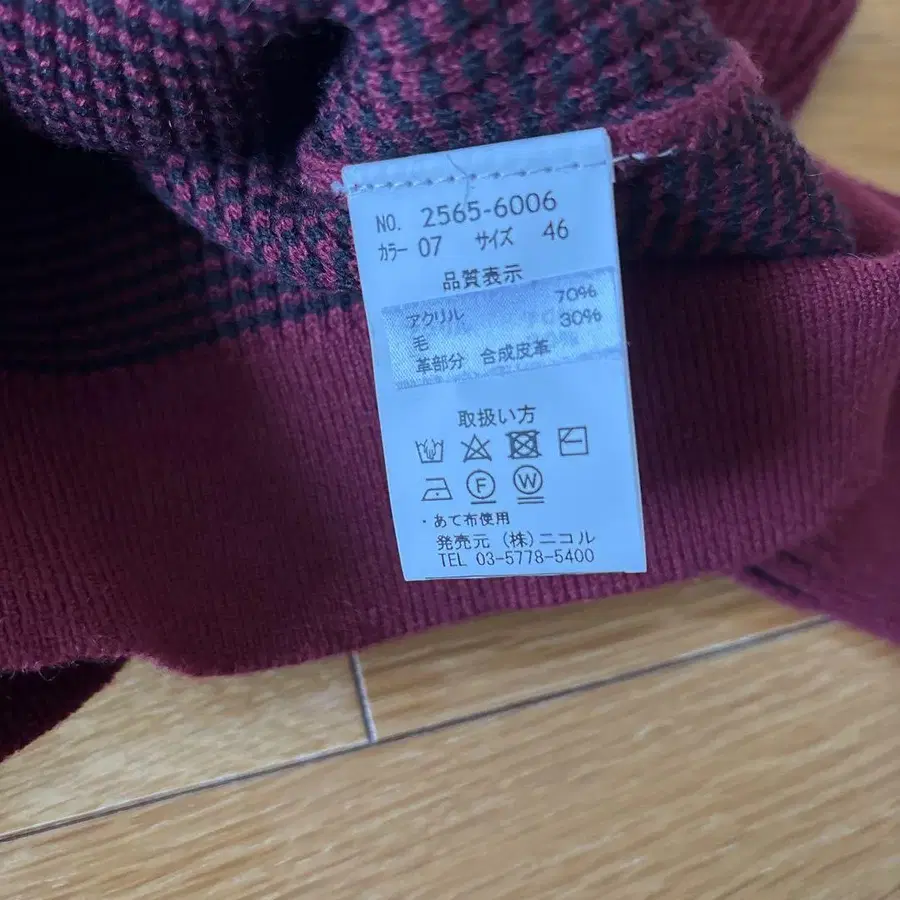 NO. 2565-6006
カラー 07 サイズ 46
品質表示
アクリル 70%
毛 30%
革部分 合成皮革
取扱い方
F W
・あて布使用
発売元 (株)ニコル
TEL 03-5778-5400